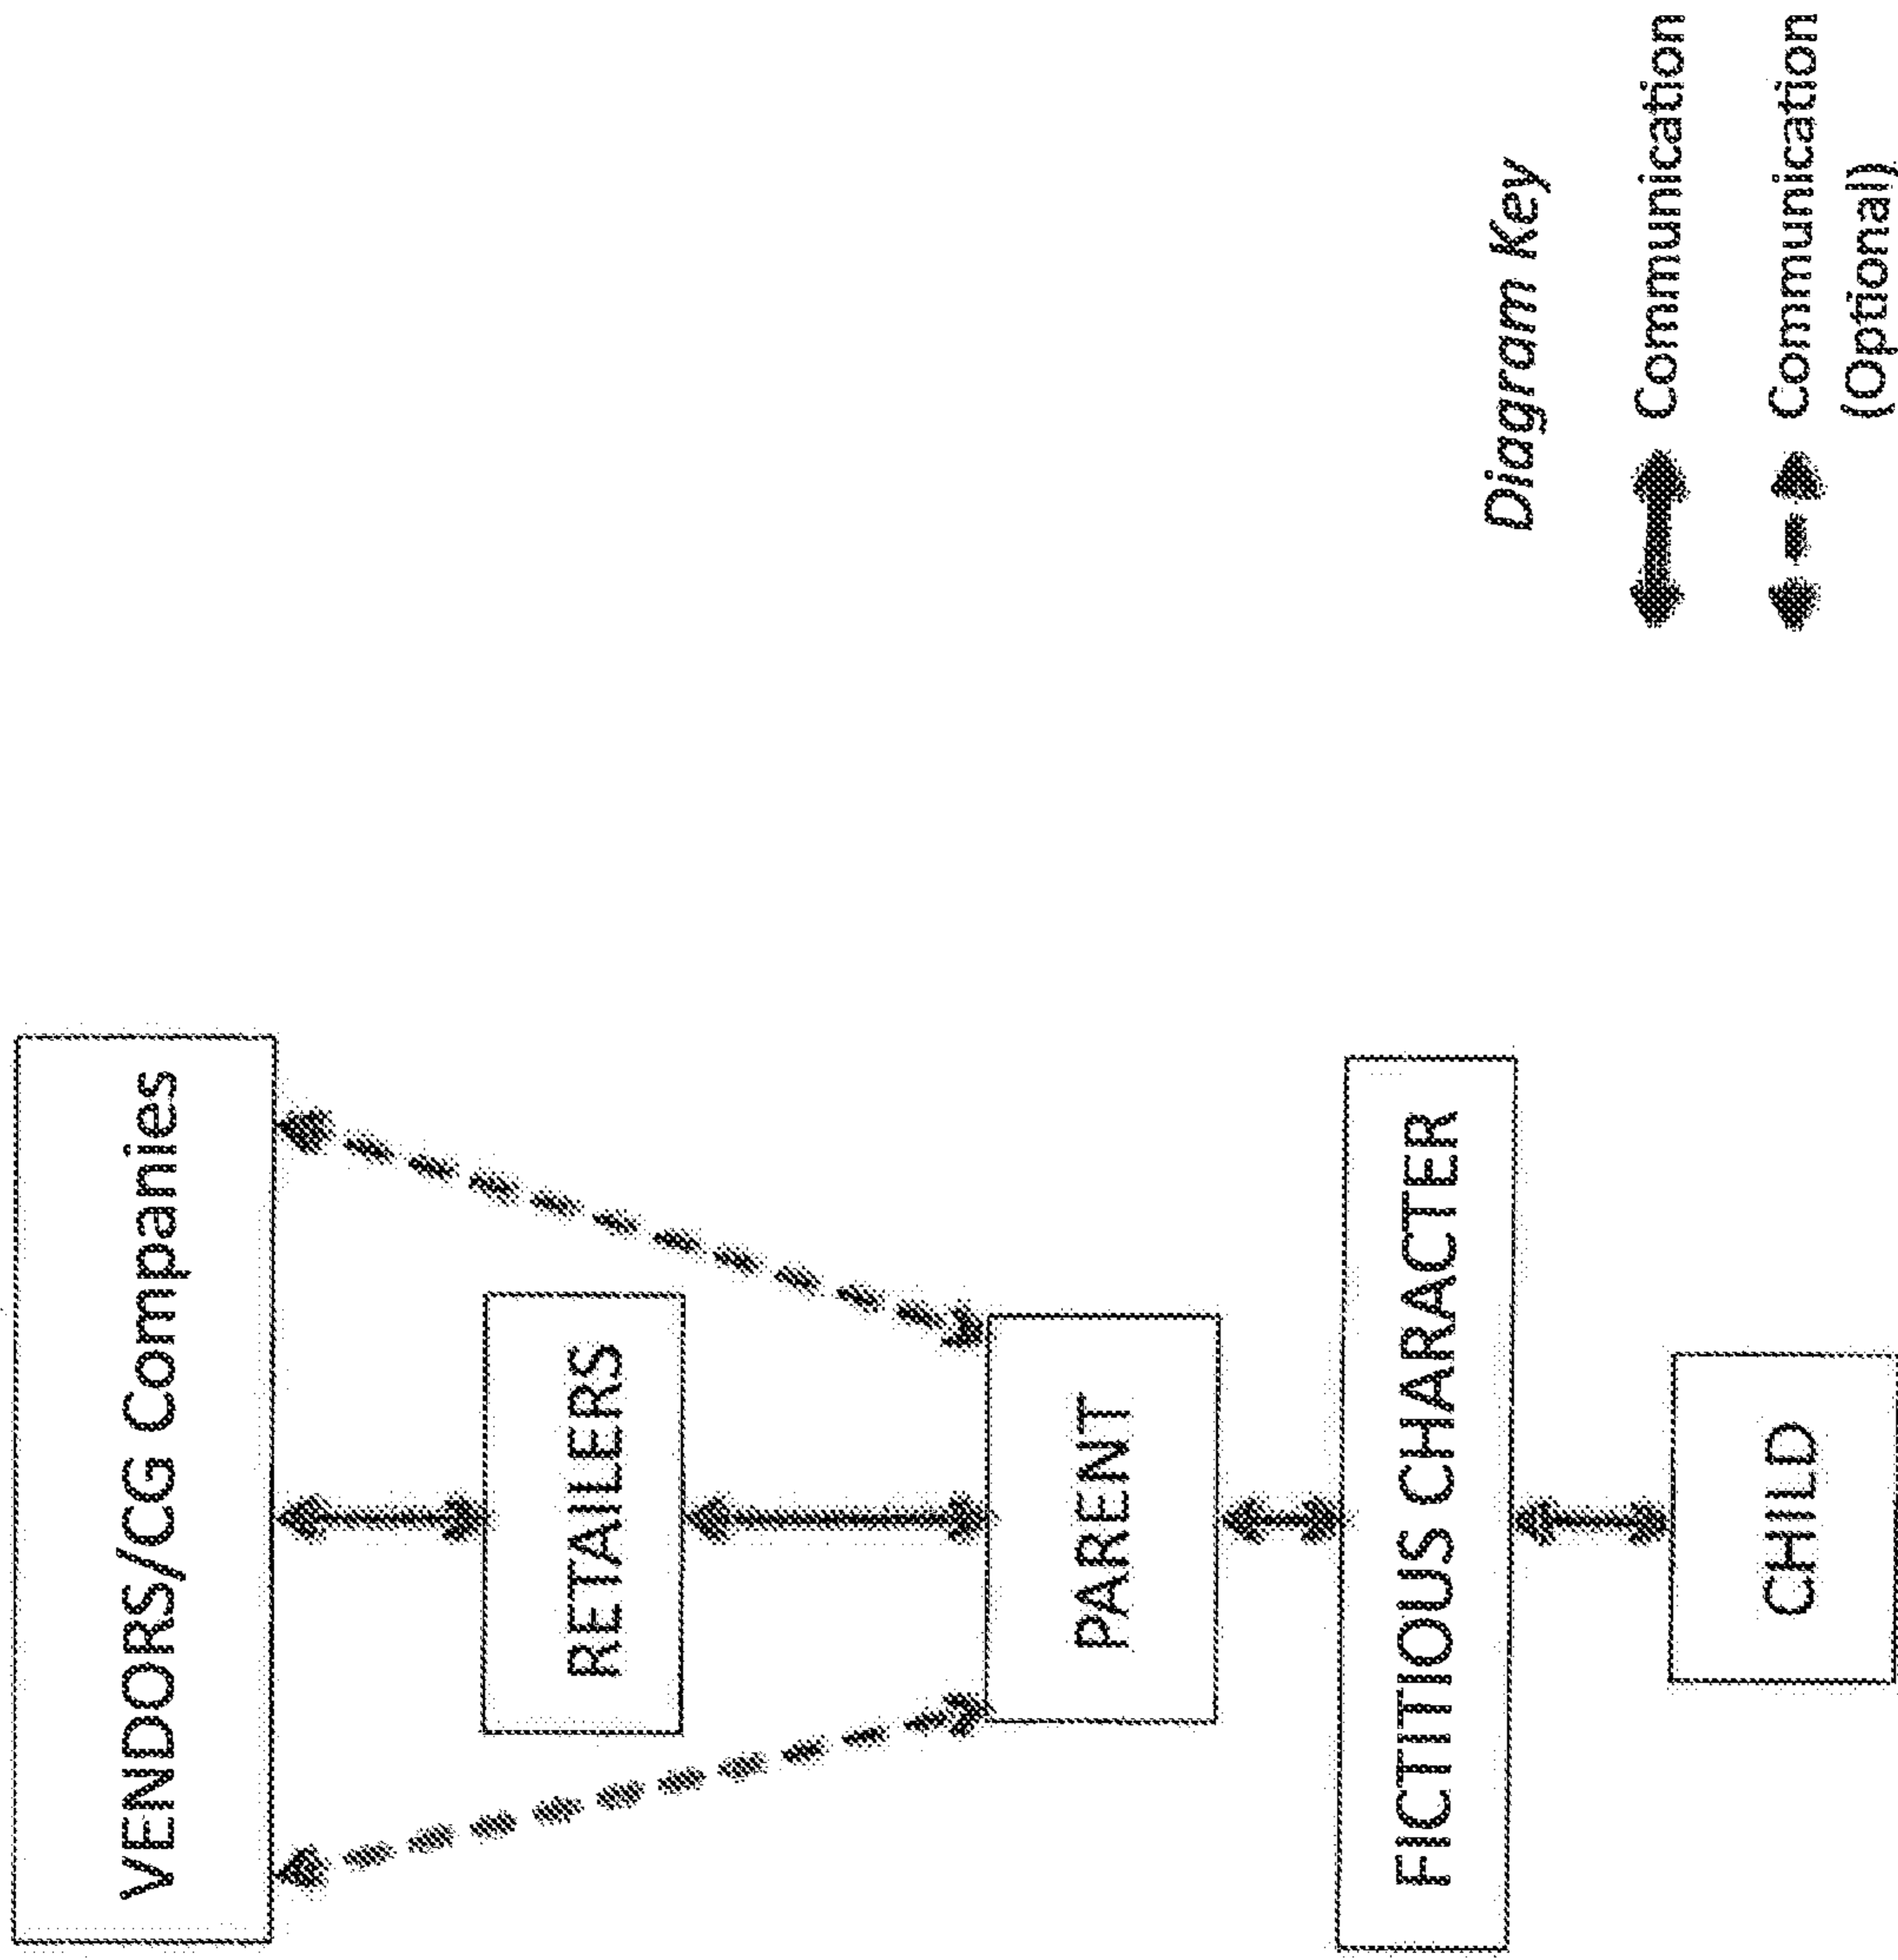 VENDORS/CG Companies
RETAILERS
PARENT
FICTITIOUS CHARACTER
CHILD
Diagram Key
Communication
Communication
(Optional)